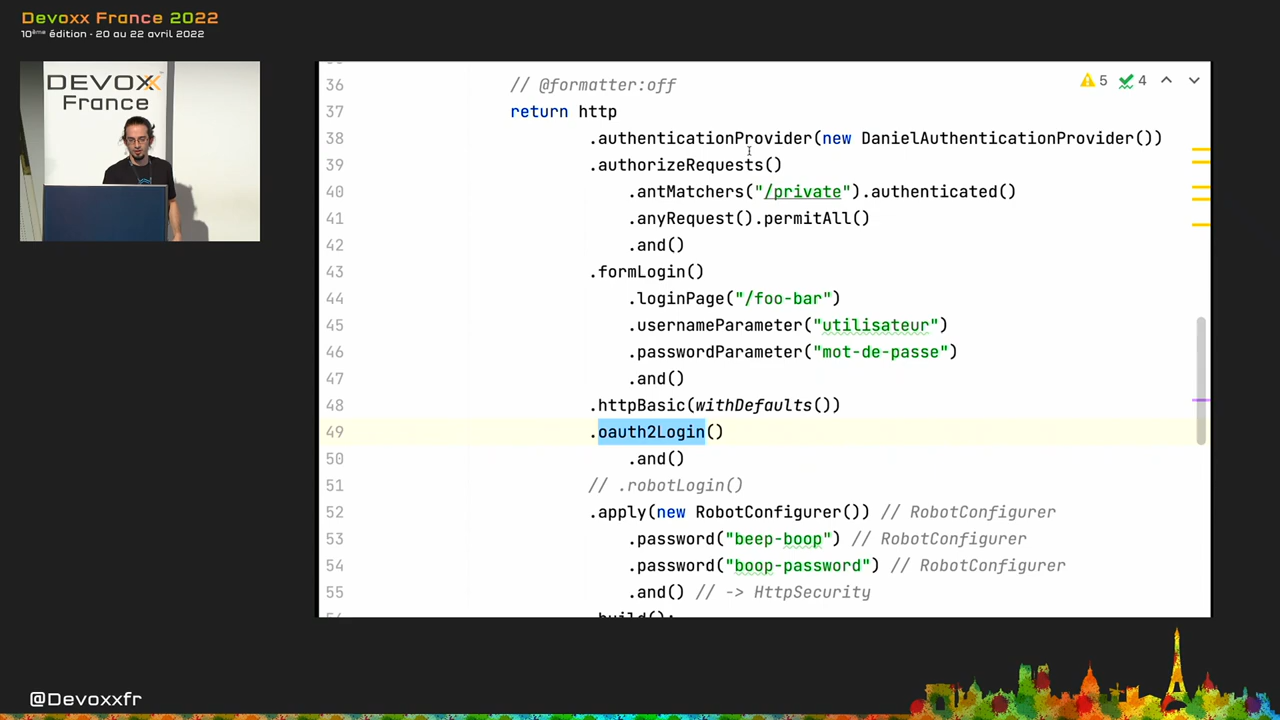 Devoxx France 2022
10ème édition - 20 au 22 avril 2022
DEVOXX
France
5 4
36 // @formatter:off
37 return http
38 .authenticationProvider(new DanielAuthenticationProvider())
39 .authorizeRequests()
40 .antMatchers("/private").authenticated()
41 .anyRequest().permitAll()
42 .and()
43 .formLogin()
44 .loginPage("/foo-bar")
45 .usernameParameter("utilisateur")
46 .passwordParameter("mot-de-passe")
47 .and()
48 .httpBasic(withDefaults())
49 .oauth2Login()
50 .and()
51 // .robotLogin()
52 .apply(new RobotConfigurer()) // RobotConfigurer
53 .password("beep-boop") // RobotConfigurer
54 .password("boop-password") // RobotConfigurer
55 .and() // -> HttpSecurity
.build();
@Devoxxfr